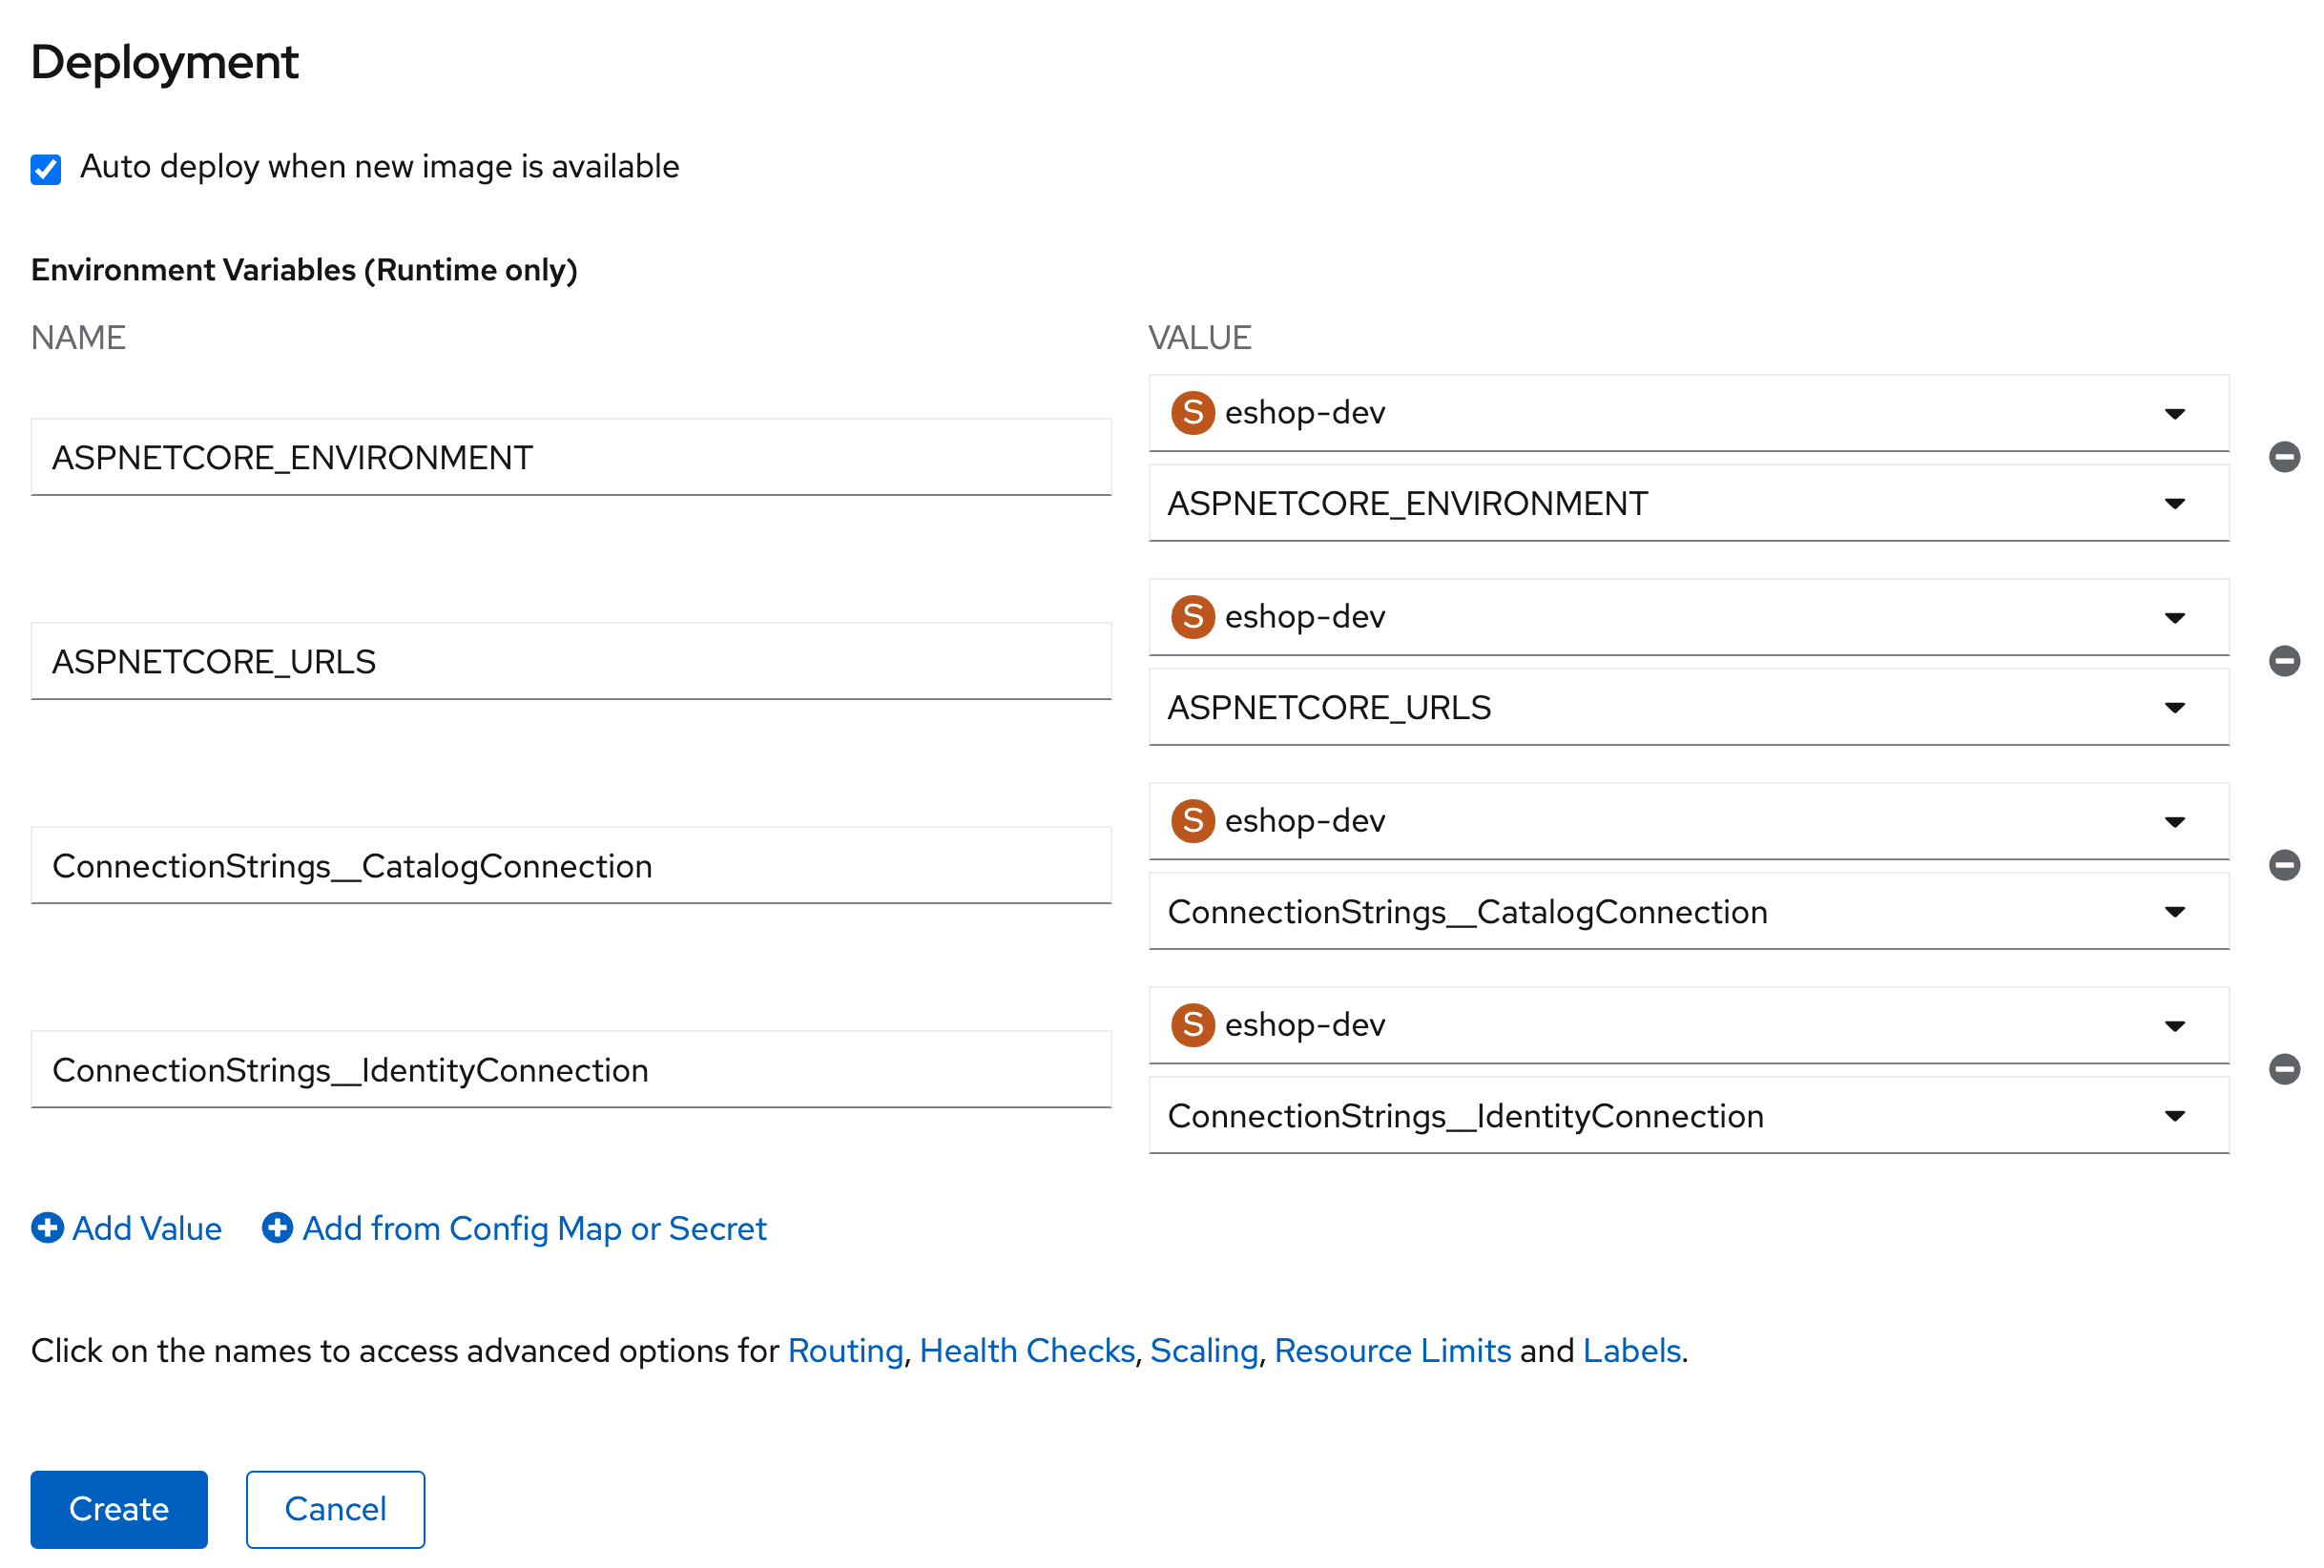 Deployment
Auto deploy when new image is available
Environment Variables (Runtime only)
NAME VALUE
ASPNETCORE_ENVIRONMENT
S eshop-dev
ASPNETCORE_ENVIRONMENT
ASPNETCORE_URLS
S eshop-dev
ASPNETCORE_URLS
ConnectionStrings__CatalogConnection
S eshop-dev
ConnectionStrings__CatalogConnection
ConnectionStrings__IdentityConnection
S eshop-dev
ConnectionStrings__IdentityConnection
Add Value Add from Config Map or Secret
Click on the names to access advanced options for Routing, Health Checks, Scaling, Resource Limits and Labels.
Create Cancel